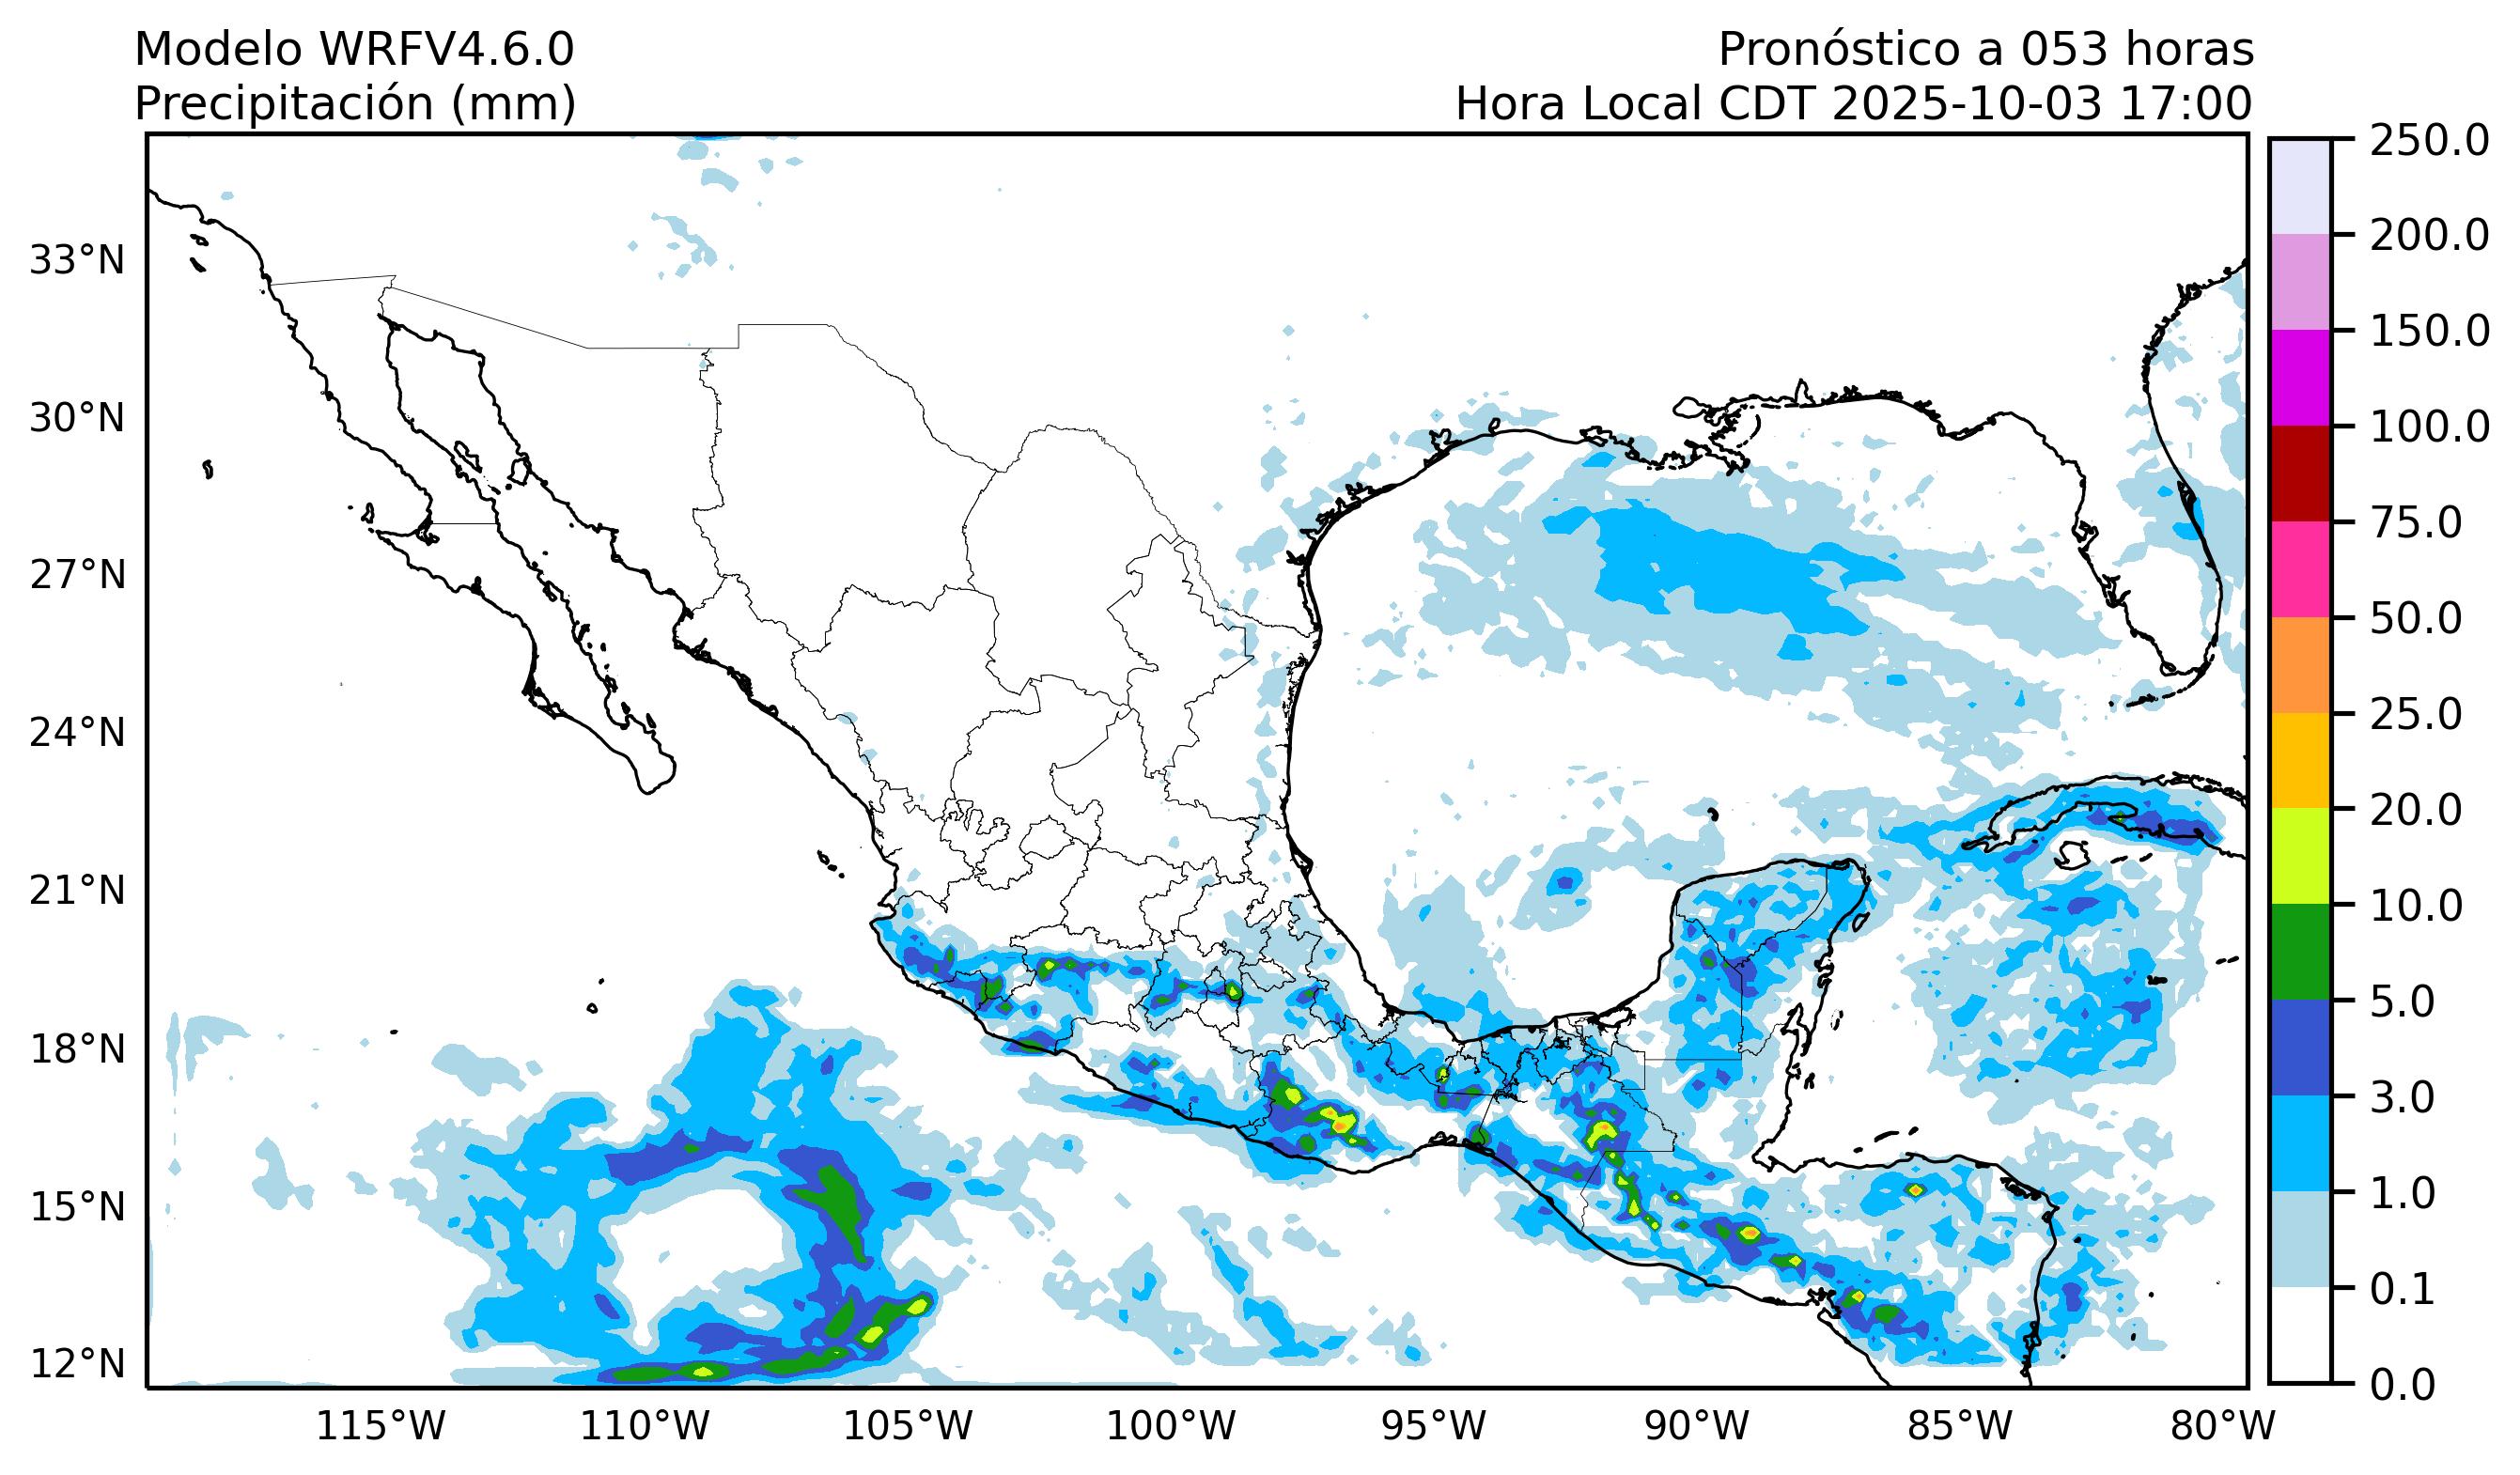 Modelo WRFV4.6.0
Precipitación (mm)
Pronóstico a 053 horas
Hora Local CDT 2025-10-03 17:00
33°N
30°N
27°N
24°N
21°N
18°N
15°N
12°N
115°W
110°W
105°W
100°W
95°W
90°W
85°W
80°W
250.0
200.0
150.0
100.0
75.0
50.0
25.0
20.0
10.0
5.0
3.0
1.0
0.1
0.0